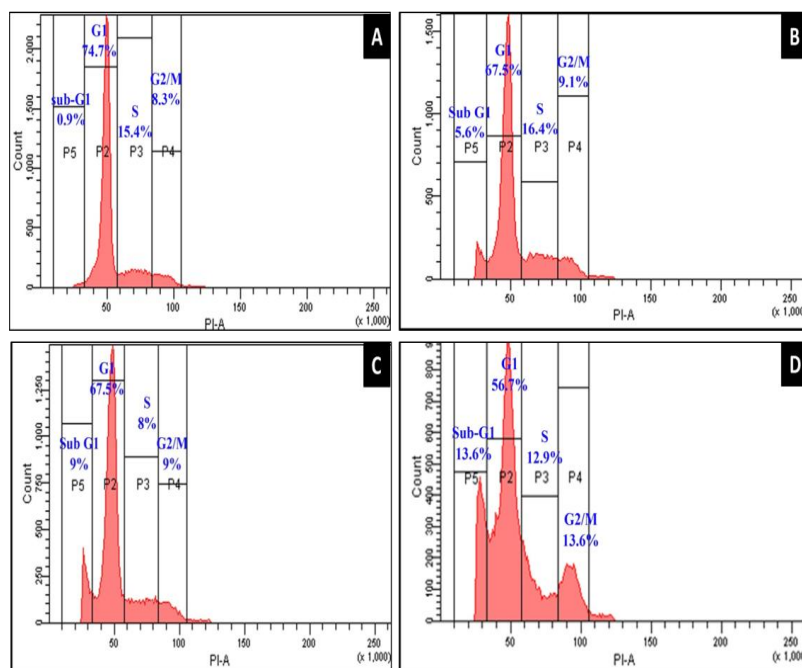 A
G1
74.7%
G2/M
8.3%
sub-G1
0.9%
S
15.4%
P5
P2
P3
P4
Count
2,000
1,500
1,000
500
0
50
100
150
200
250
(x 1,000)
PI-A
B
G1
67.5%
G2/M
9.1%
Sub G1
5.6%
S
16.4%
P5
P2
P3
P4
Count
1,500
1,000
500
0
50
100
150
200
250
(x 1,000)
PI-A
C
G1
67.5%
S
8%
Sub G1
9%
G2/M
9%
P5
P2
P3
P4
Count
1,250
1,000
750
500
250
0
50
100
150
200
250
(x 1,000)
PI-A
D
G1
56.7%
Sub-G1
13.6%
S
12.9%
P5
P2
P3
P4
G2/M
13.6%
Count
800
700
600
500
400
300
200
100
0
50
100
150
200
250
(x 1,000)
PI-A